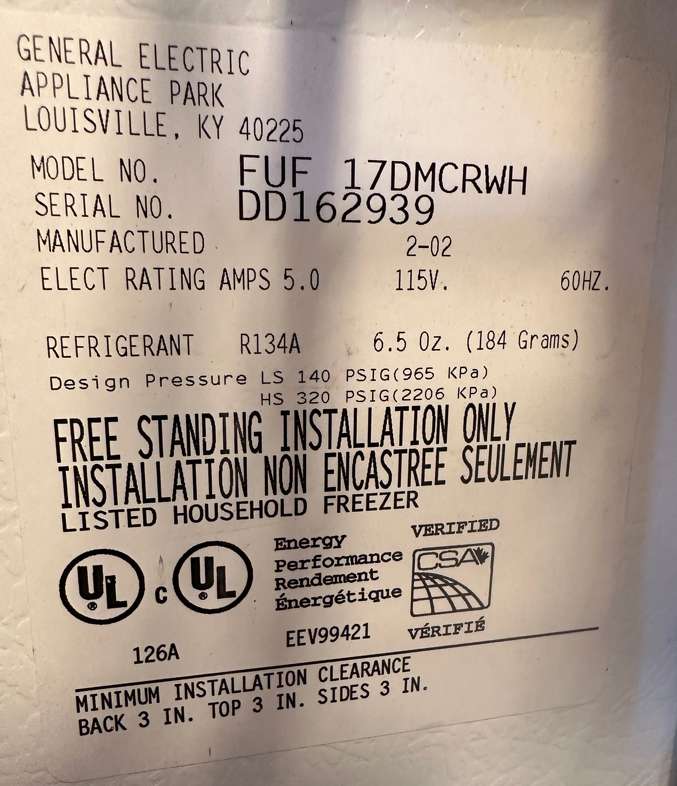 GENERAL ELECTRIC
APPLIANCE PARK
LOUISVILLE, KY 40225
MODEL NO. FUF 17DMCRWH
SERIAL NO. DD162939
MANUFACTURED 2-02
ELECT RATING AMPS 5.0 115V. 60HZ.
REFRIGERANT R134A 6.5 Oz. (184 Grams)
Design Pressure LS 140 PSIG(965 KPa)
HS 320 PSIG(2206 KPa)
FREE STANDING INSTALLATION ONLY
INSTALLATION NON ENCASTREE SEULEMENT
LISTED HOUSEHOLD FREEZER
UL ® C UL ®
Energy
Performance
Rendement
Énergétique
VERIFIED
CSA
VÉRIFIÉ
126A EEV99421
MINIMUM INSTALLATION CLEARANCE
BACK 3 IN. TOP 3 IN. SIDES 3 IN.